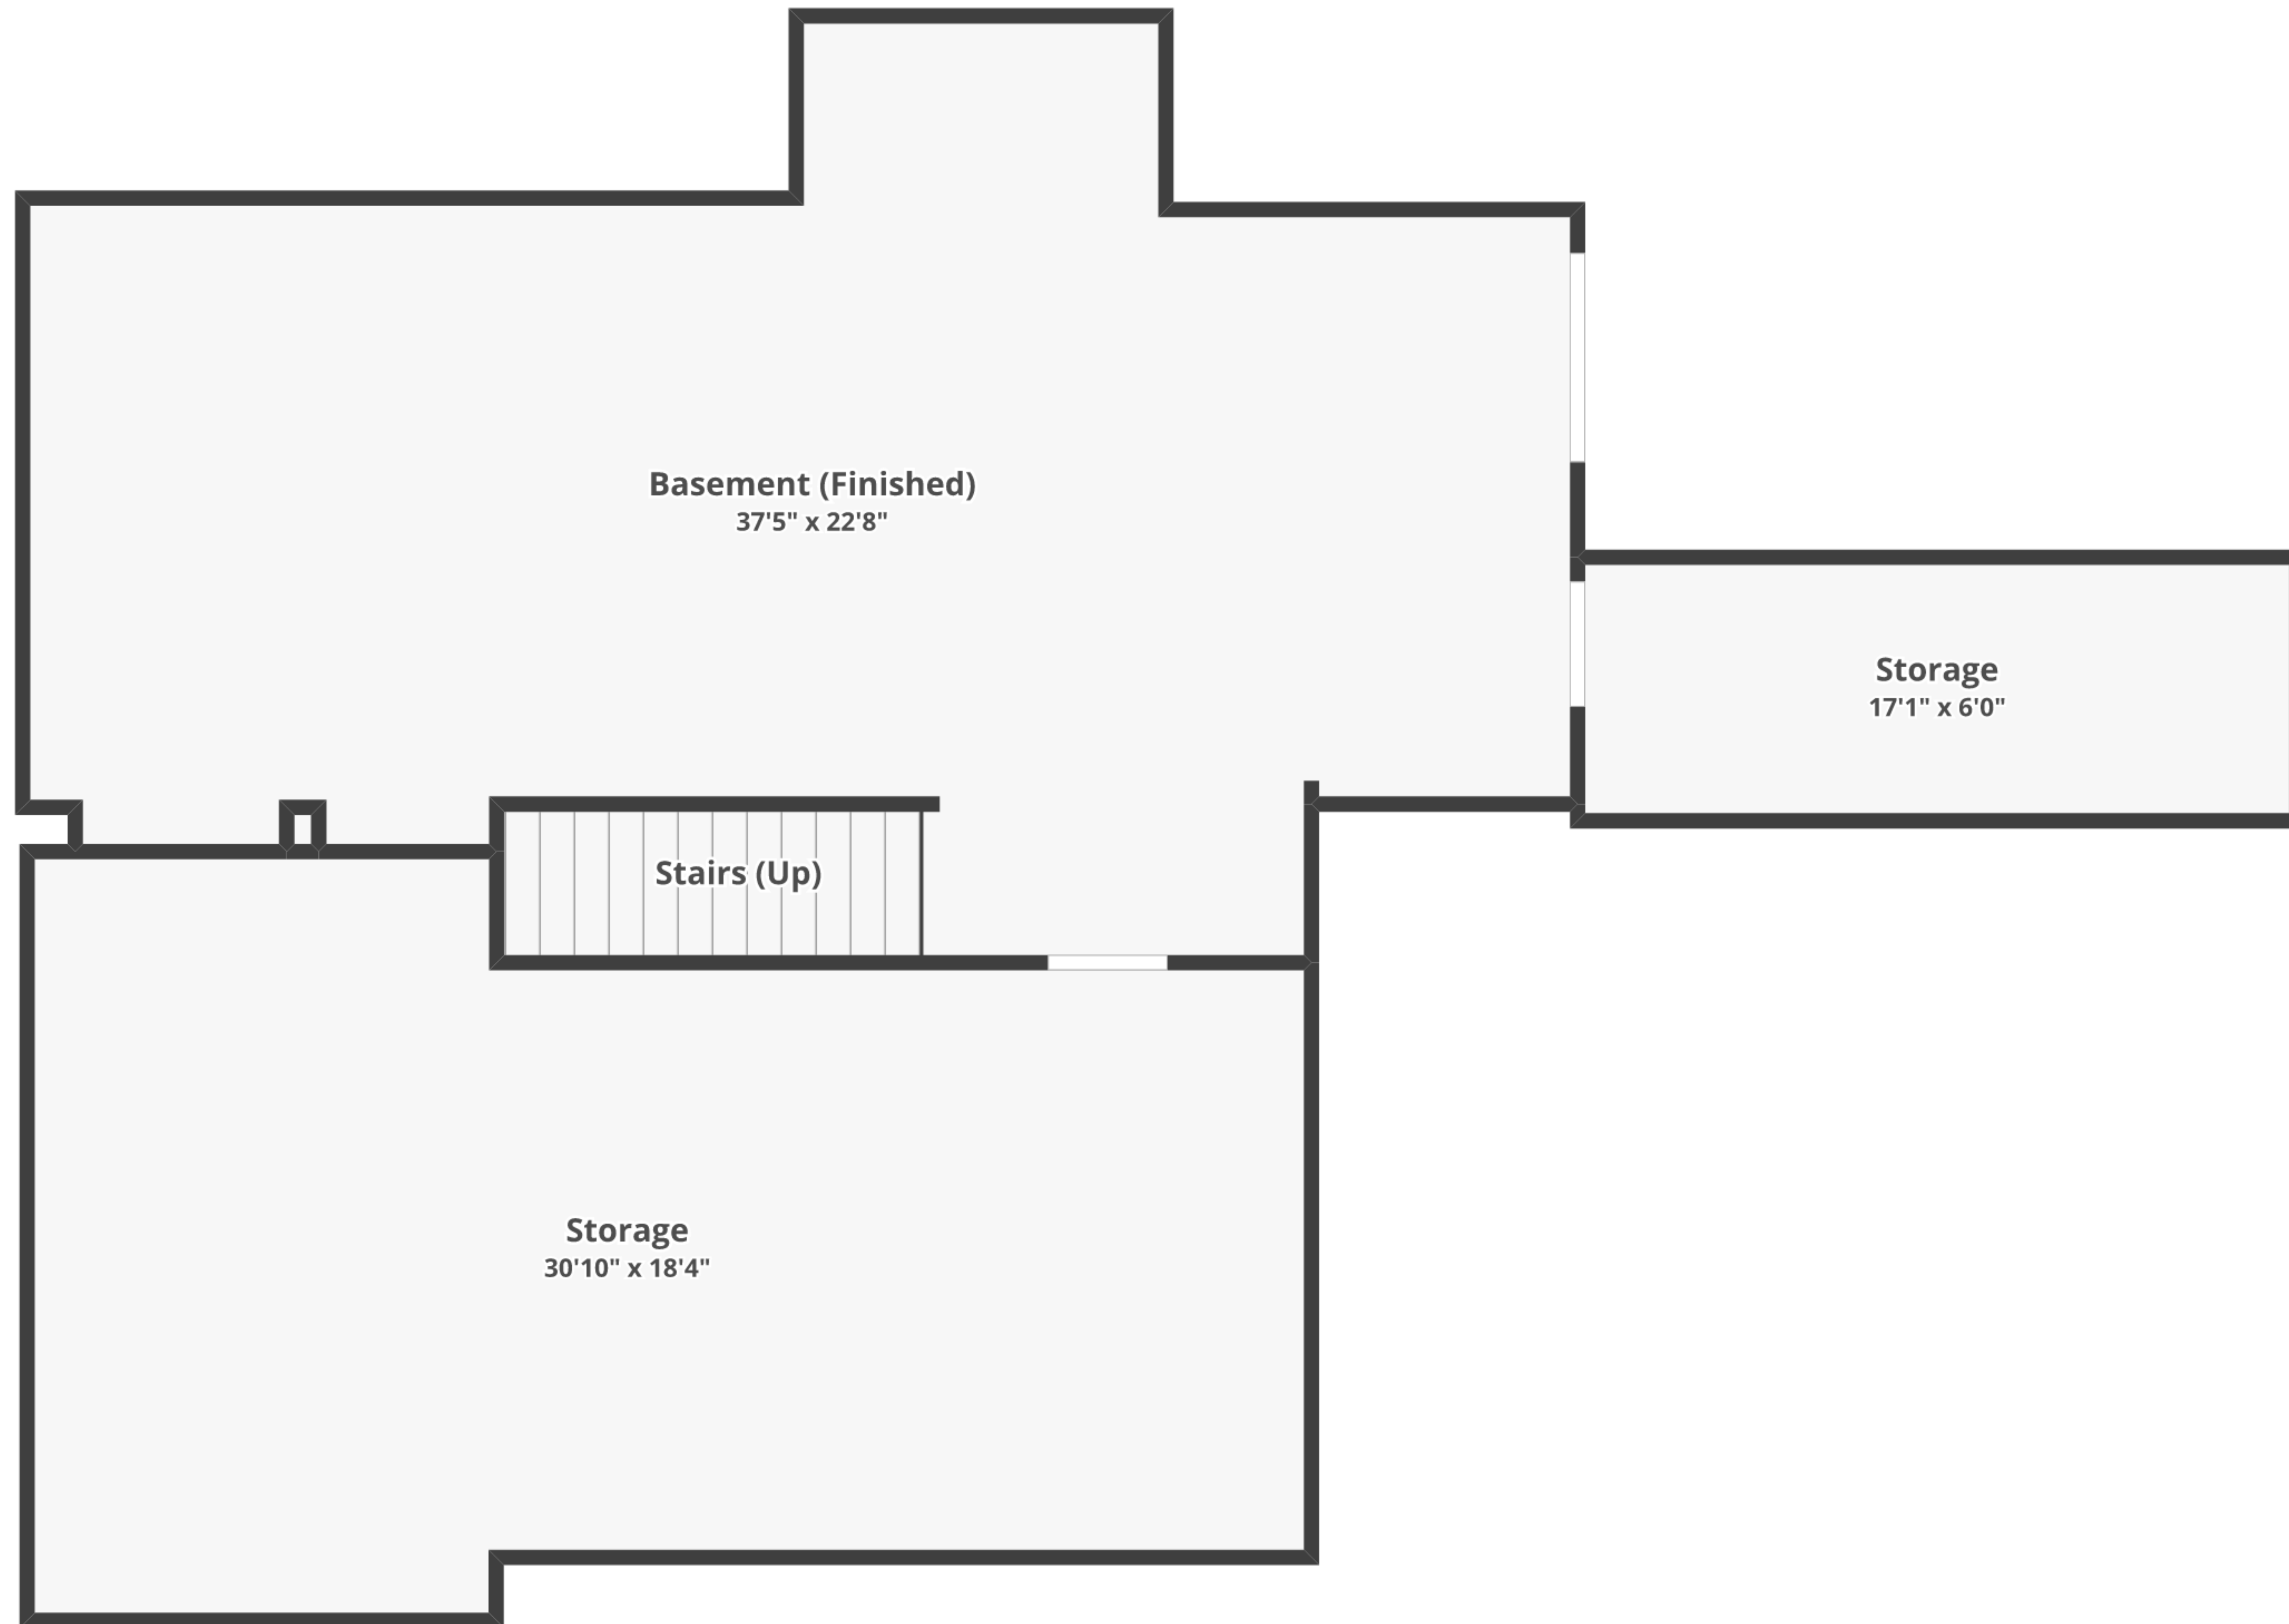 Basement (Finished)
37'5" x 22'8"
Storage
17'1" x 6'0"
Stairs (Up)
Storage
30'10" x 18'4"